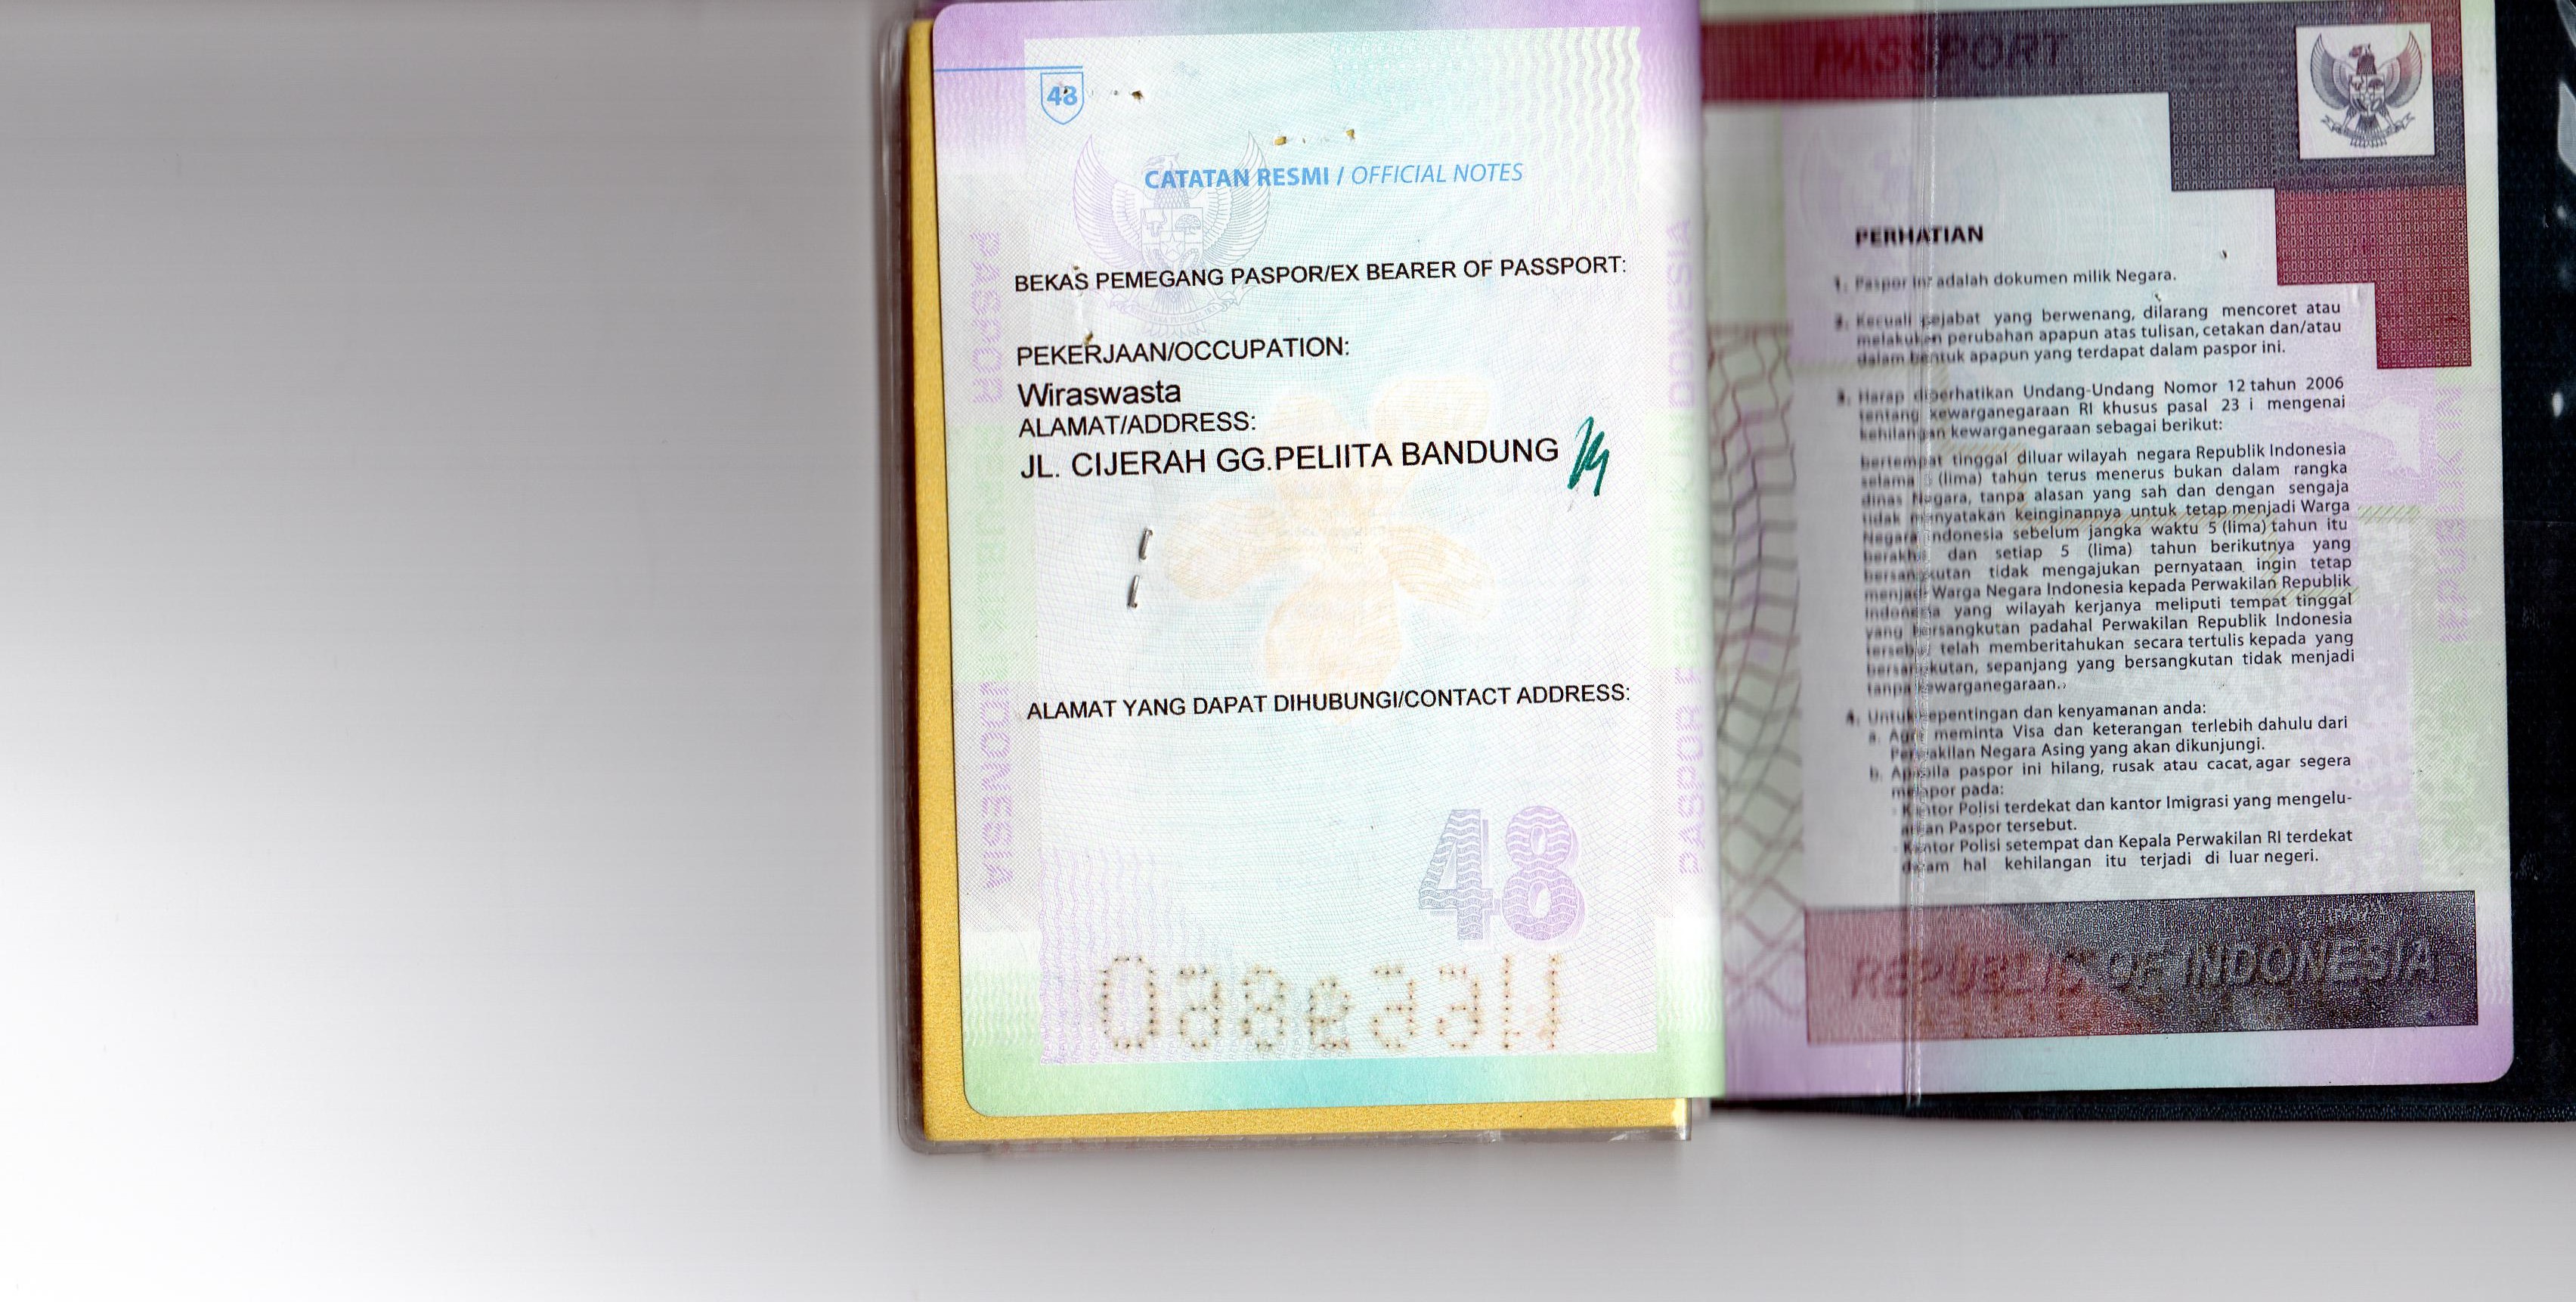 48
CATATAN RESMI / OFFICIAL NOTES
BEKAS PEMEGANG PASPOR/EX BEARER OF PASSPORT:
PEKERJAAN/OCCUPATION:
Wiraswasta
ALAMAT/ADDRESS:
JL. CIJERAH GG.PELIITA BANDUNG
ALAMAT YANG DAPAT DIHUBUNGI/CONTACT ADDRESS:
48
PASSPORT
PERHATIAN
1. Paspor ini adalah dokumen milik Negara.
2. Kecuali pejabat yang berwenang, dilarang mencoret atau
melakukan perubahan apapun atas tulisan, cetakan dan/atau
dalam bentuk apapun yang terdapat dalam paspor ini.
3. Harap diperhatikan Undang-Undang Nomor 12 tahun 2006
tentang kewarganegaraan RI khusus pasal 23 i mengenai
kehilangan kewarganegaraan sebagai berikut:
bertempat tinggal diluar wilayah negara Republik Indonesia
selama 5 (lima) tahun terus menerus bukan dalam rangka
dinas Negara, tanpa alasan yang sah dan dengan sengaja
tidak menyatakan keinginannya untuk tetap menjadi Warga
Negara Indonesia sebelum jangka waktu 5 (lima) tahun itu
berakhir, dan setiap 5 (lima) tahun berikutnya yang
bersangkutan tidak mengajukan pernyataan ingin tetap
menjadi Warga Negara Indonesia kepada Perwakilan Republik
Indonesia yang wilayah kerjanya meliputi tempat tinggal
yang bersangkutan padahal Perwakilan Republik Indonesia
tersebut telah memberitahukan secara tertulis kepada yang
bersangkutan, sepanjang yang bersangkutan tidak menjadi
tanpa kewarganegaraan.
4. Untuk kepentingan dan kenyamanan anda:
a. Agar meminta Visa dan keterangan terlebih dahulu dari
Perwakilan Negara Asing yang akan dikunjungi.
b. Apabila paspor ini hilang, rusak atau cacat, agar segera
melapor pada:
- Kantor Polisi terdekat dan kantor Imigrasi yang mengelu-
arkan Paspor tersebut.
- Kantor Polisi setempat dan Kepala Perwakilan RI terdekat
dalam hal kehilangan itu terjadi di luar negeri.
REPUBLIC OF INDONESIA